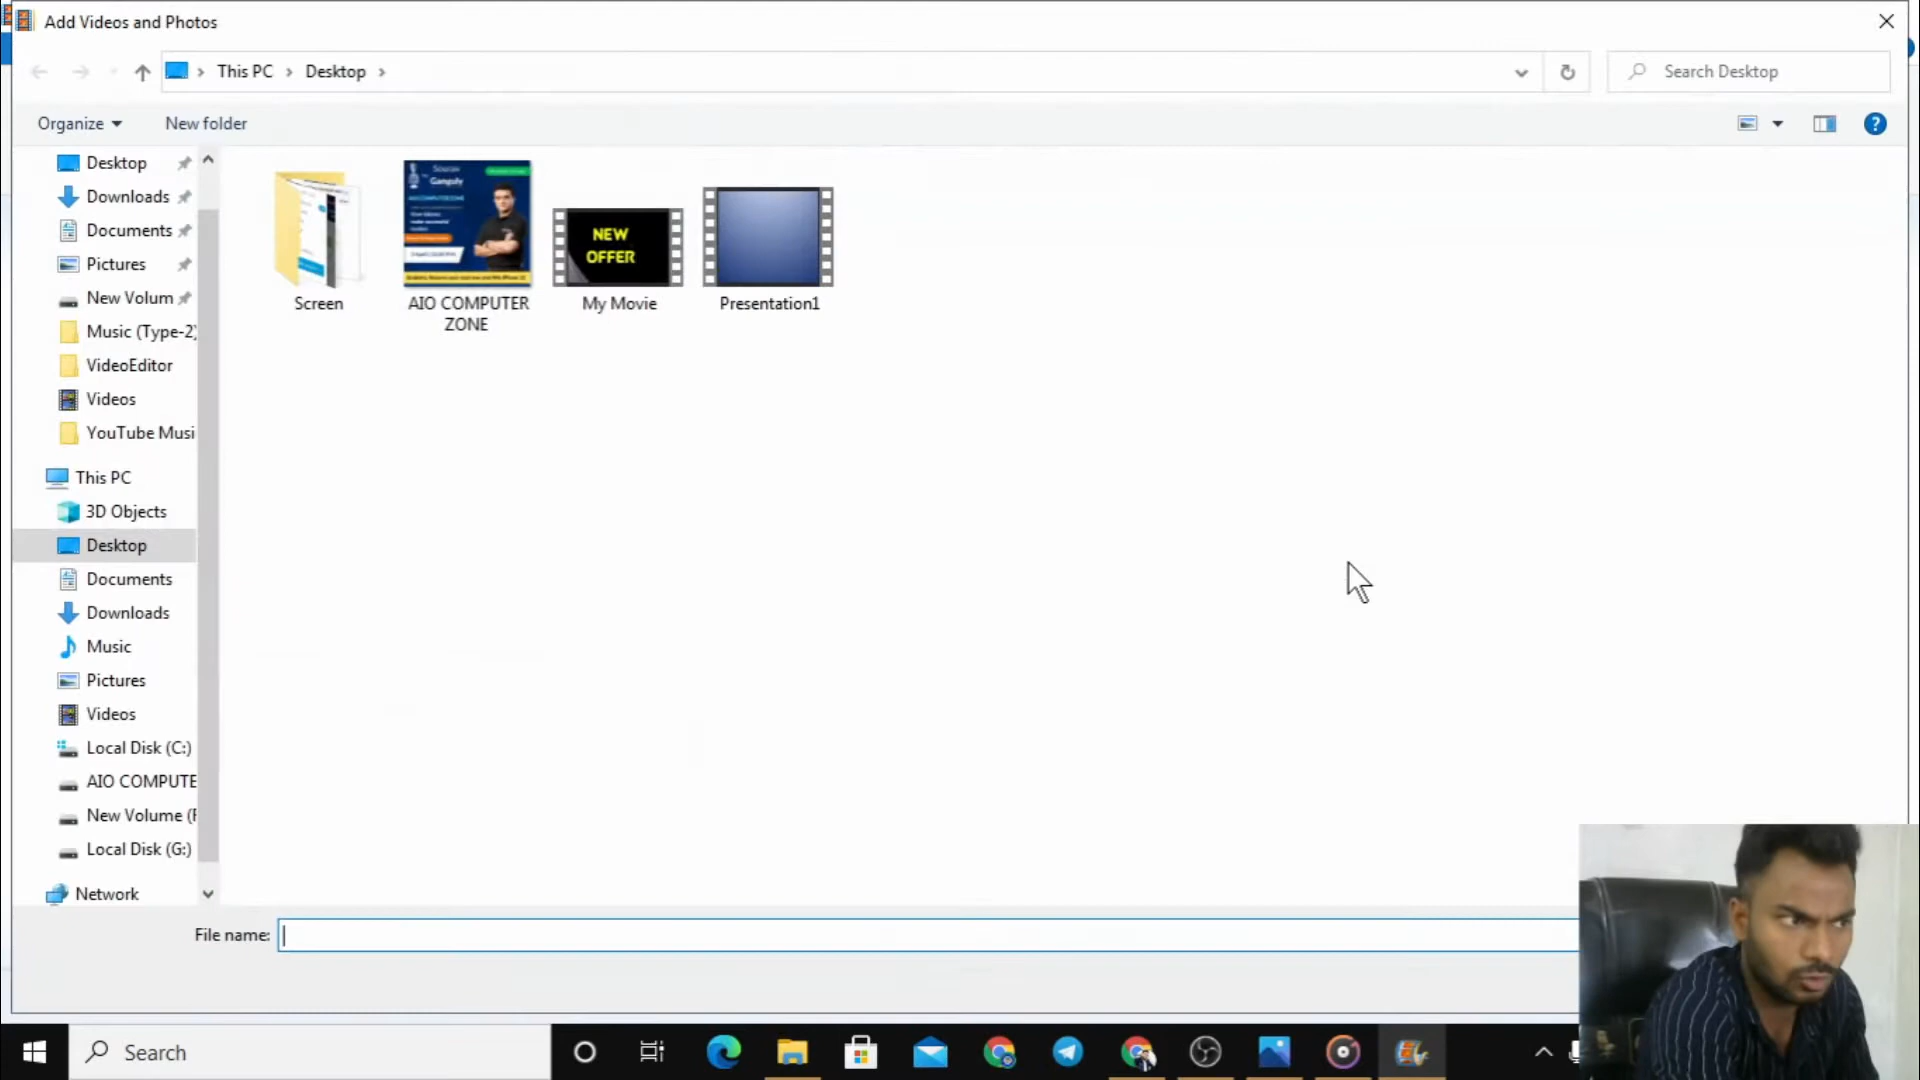 Add Videos and Photos
This PC
Desktop
Search Desktop
Organize
New folder
Desktop
Downloads
Documents
Pictures
New Volum
Music (Type-2)
VideoEditor
Videos
YouTube Musi
This PC
3D Objects
Desktop
Documents
Downloads
Music
Pictures
Videos
Local Disk (C:)
AIO COMPUTE
New Volume (F
Local Disk (G:)
Network
Sourav
Ganguly
NEW
OFFER
Screen
AIO COMPUTER
ZONE
My Movie
Presentation1
File name:
Search